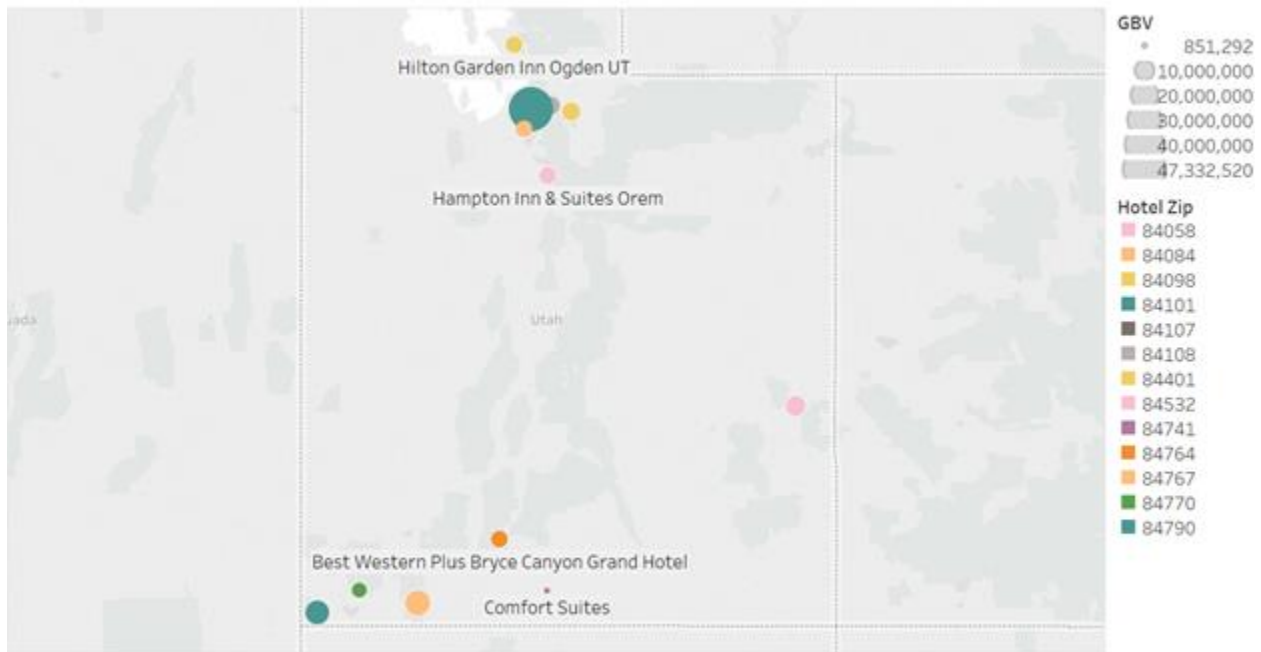 Hilton Garden Inn Ogden UT
Hampton Inn & Suites Orem
Utah
Best Western Plus Bryce Canyon Grand Hotel
Comfort Suites
GBV
851,292
10,000,000
20,000,000
30,000,000
40,000,000
47,332,520
Hotel Zip
84058
84084
84098
84101
84107
84108
84401
84532
84741
84764
84767
84770
84790